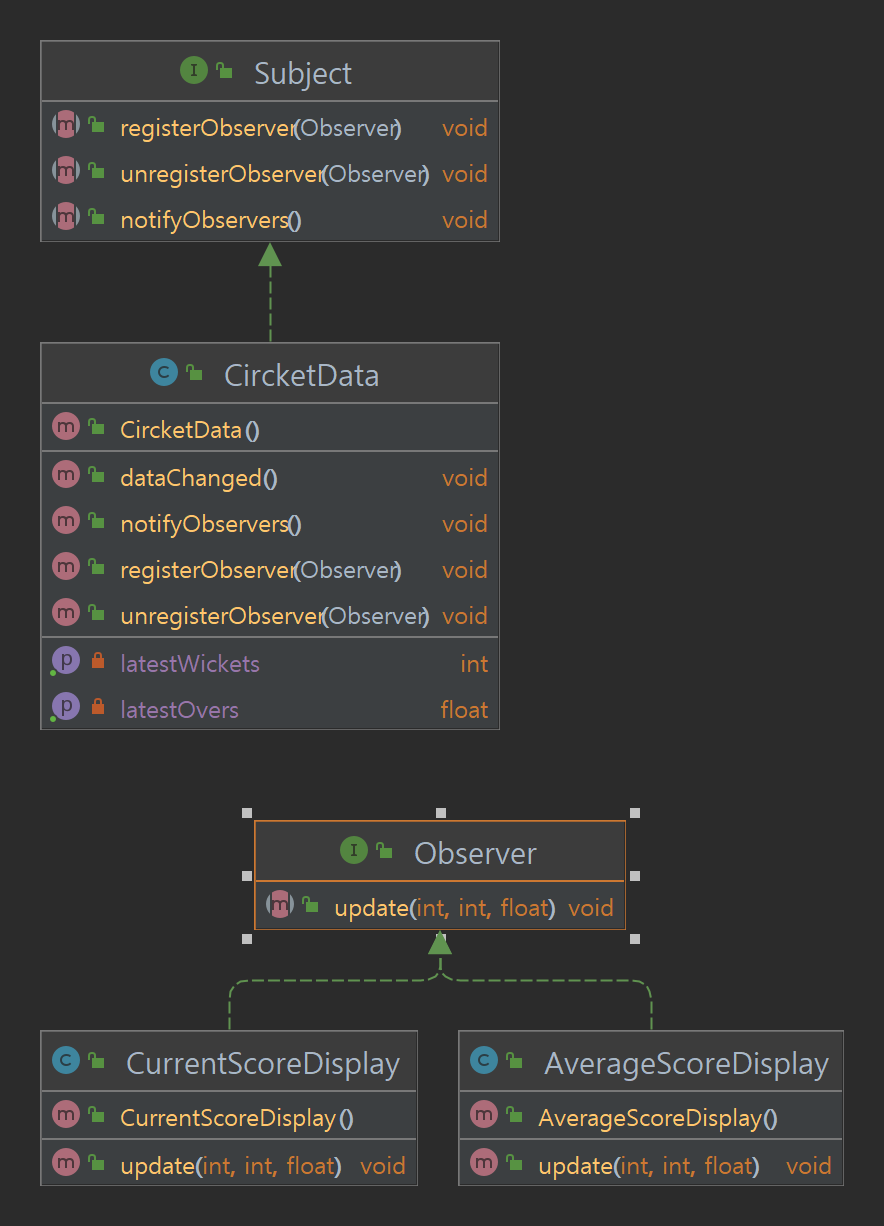 I Subject
m registerObserver(Observer) void
m unregisterObserver(Observer) void
m notifyObservers() void
C CircketData
m CircketData()
m dataChanged() void
m notifyObservers() void
m registerObserver(Observer) void
m unregisterObserver(Observer) void
p latestWickets int
p latestOvers float
I Observer
m update(int, int, float) void
C CurrentScoreDisplay
m CurrentScoreDisplay()
m update(int, int, float) void
C AverageScoreDisplay
m AverageScoreDisplay()
m update(int, int, float) void